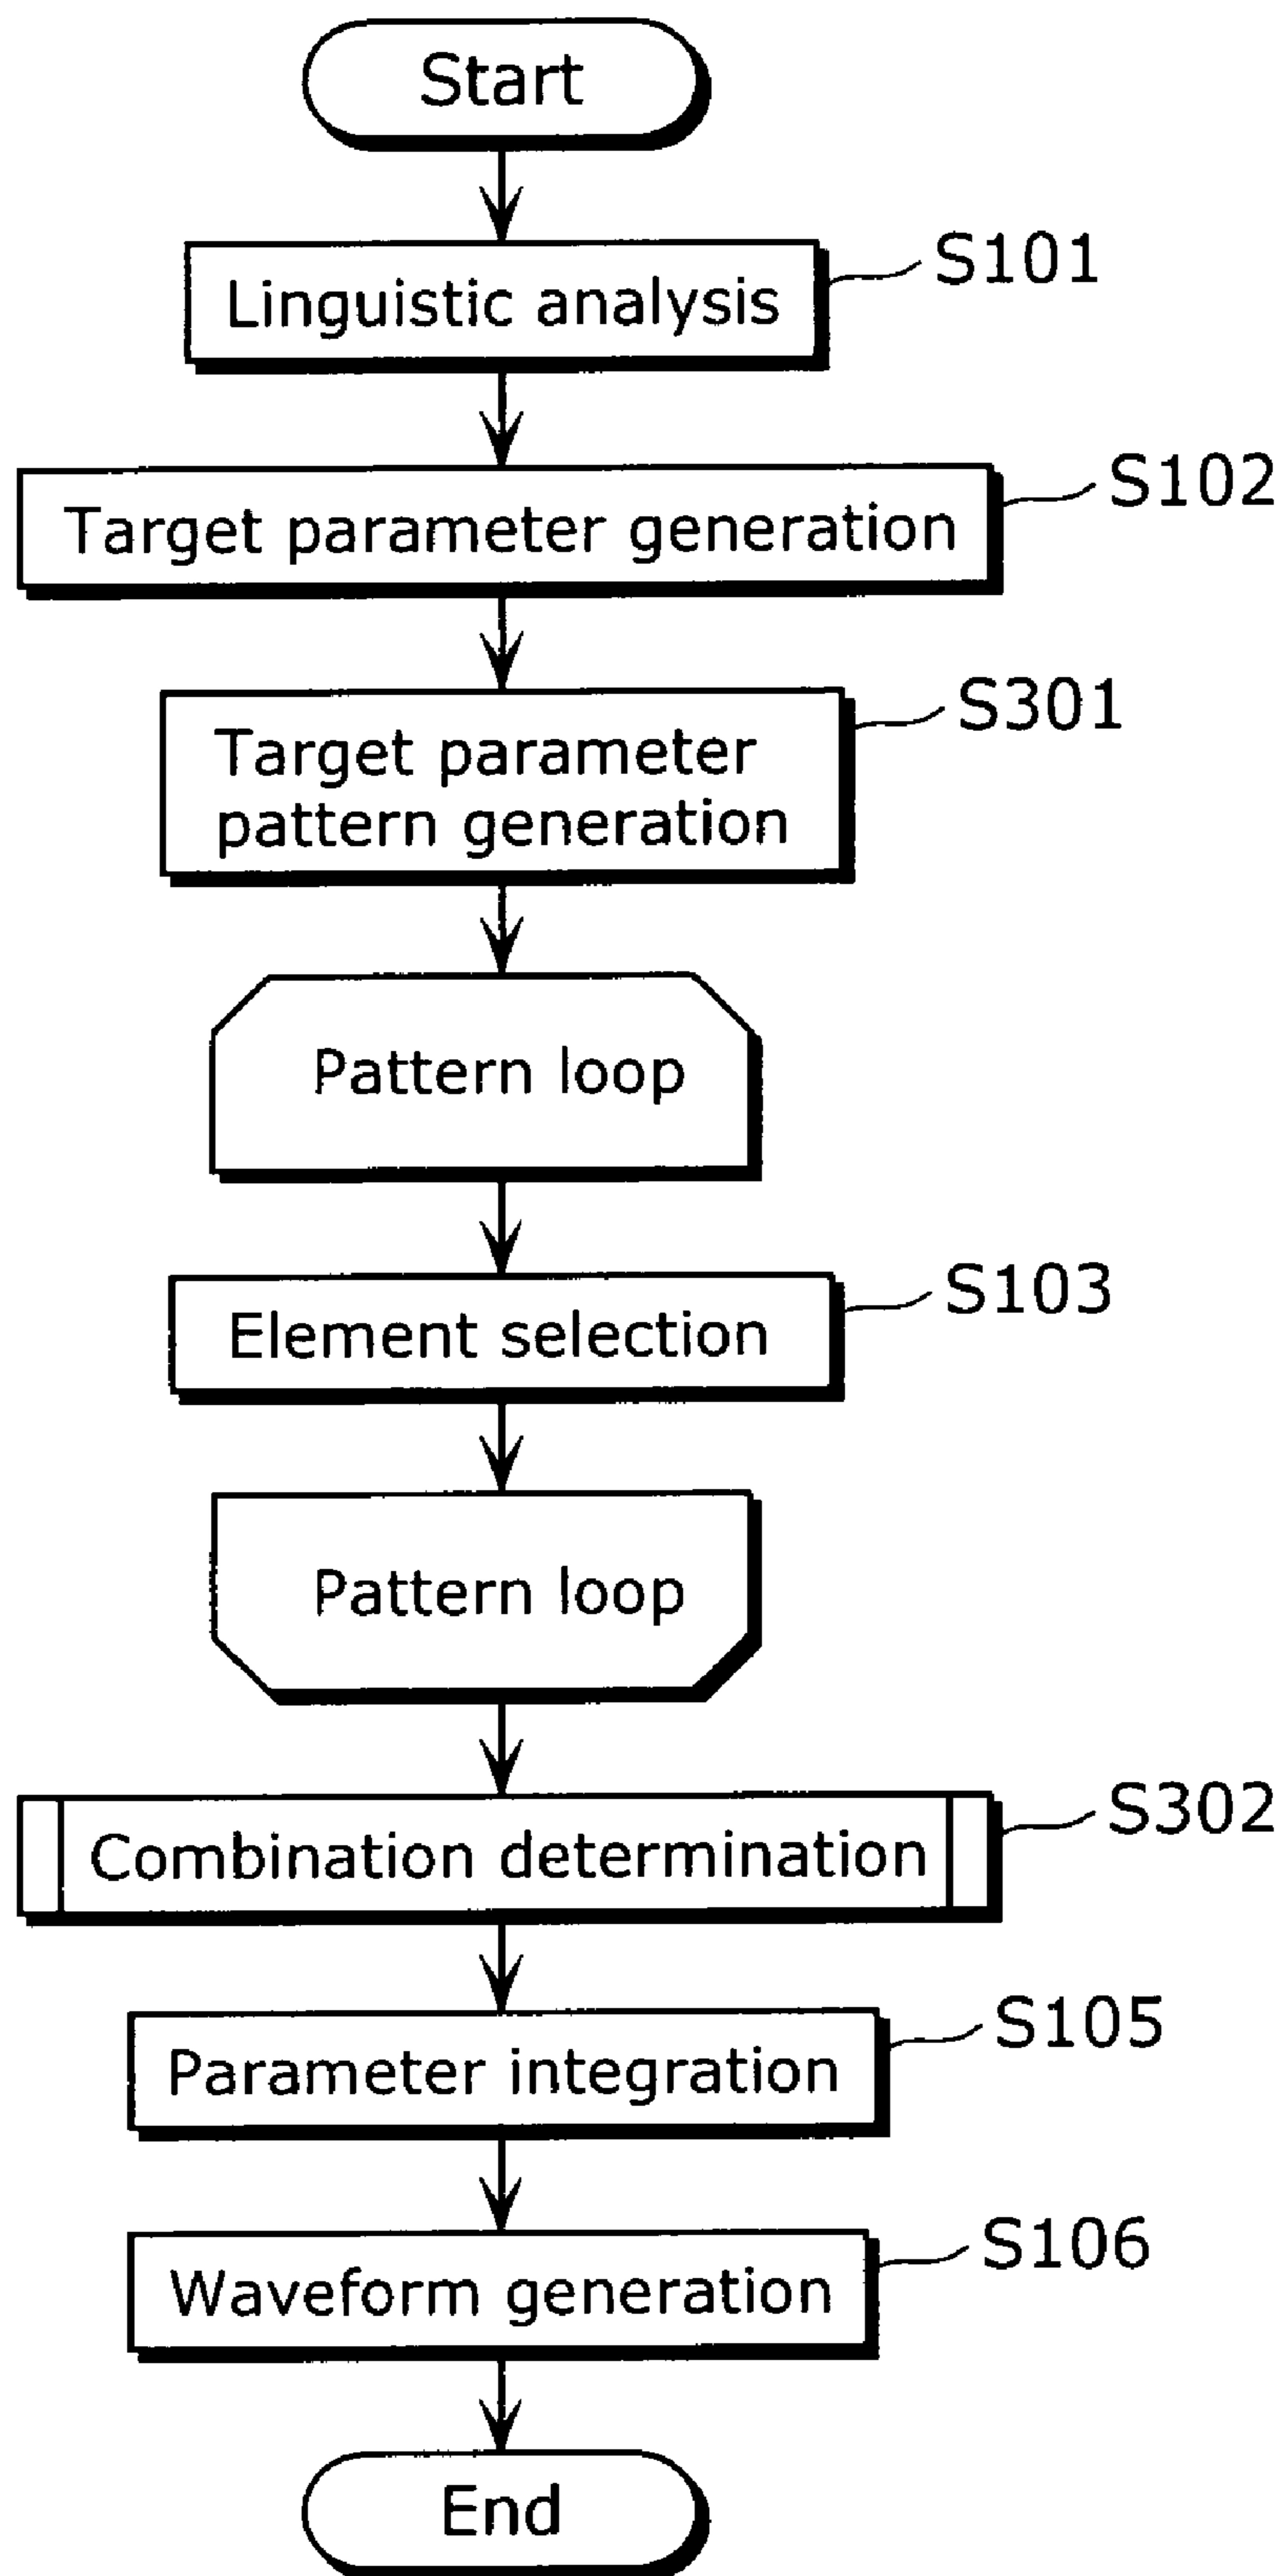 Start
Linguistic analysis
S101
Target parameter generation
S102
Target parameter
pattern generation
S301
Pattern loop
Element selection
S103
Pattern loop
Combination determination
S302
Parameter integration
S105
Waveform generation
S106
End